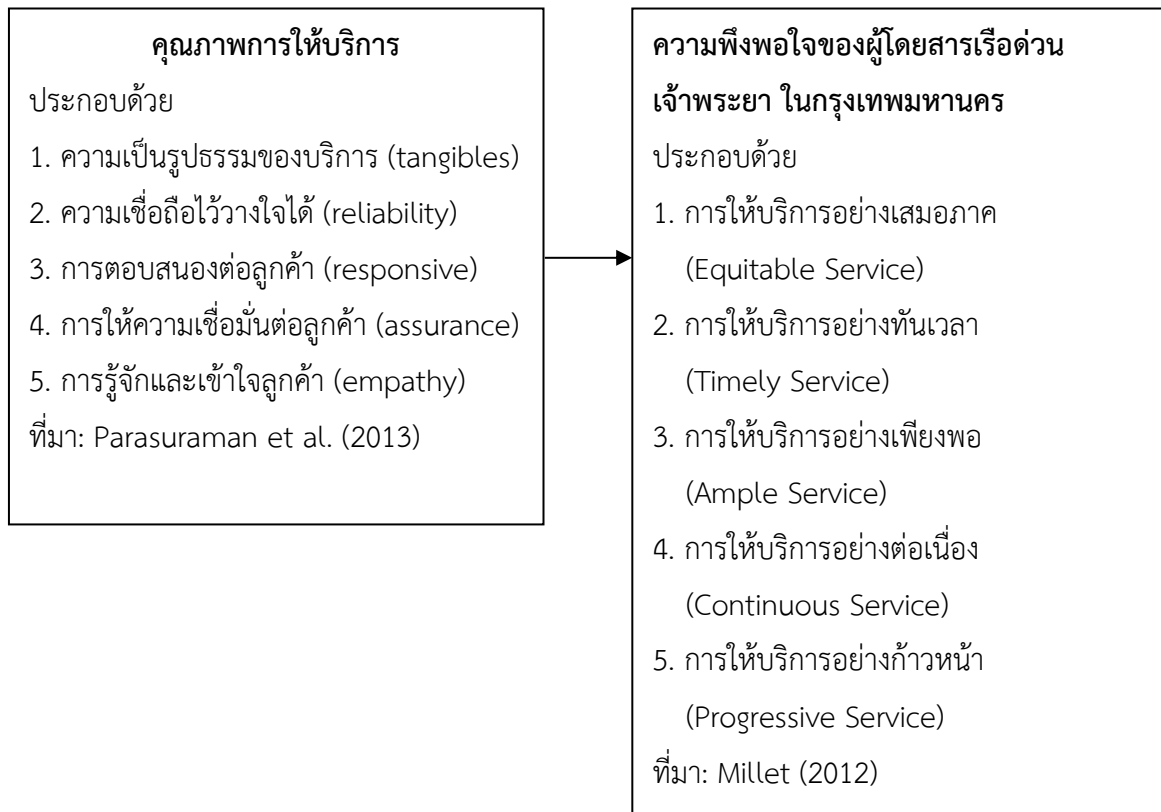 คุณภาพการให้บริการ
ประกอบด้วย
1. ความเป็นรูปธรรมของบริการ (tangibles)
2. ความเชื่อถือไว้วางใจได้ (reliability)
3. การตอบสนองต่อลูกค้า (responsive)
4. การให้ความเชื่อมั่นต่อลูกค้า (assurance)
5. การรู้จักและเข้าใจลูกค้า (empathy)
ที่มา: Parasuraman et al. (2013)
ความพึงพอใจของผู้โดยสารเรือด่วน
เจ้าพระยา ในกรุงเทพมหานคร
ประกอบด้วย
1. การให้บริการอย่างเสมอภาค
(Equitable Service)
2. การให้บริการอย่างทันเวลา
(Timely Service)
3. การให้บริการอย่างเพียงพอ
(Ample Service)
4. การให้บริการอย่างต่อเนื่อง
(Continuous Service)
5. การให้บริการอย่างก้าวหน้า
(Progressive Service)
ที่มา: Millet (2012)